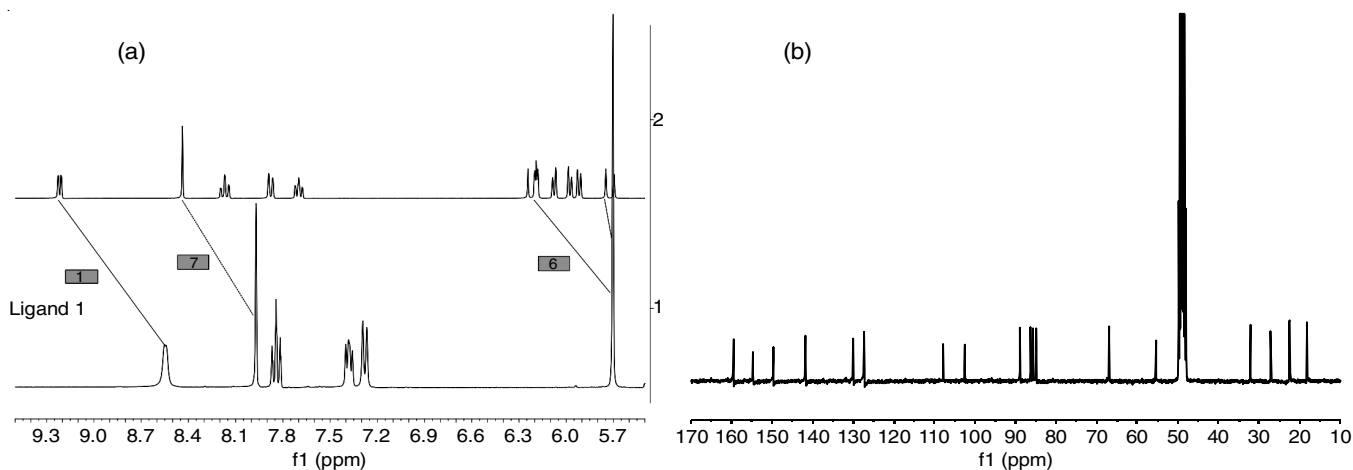 (a)
2
1
7
6
Ligand 1
1
9.3 9.0 8.7 8.4 8.1 7.8 7.5 7.2 6.9 6.6 6.3 6.0 5.7
f1 (ppm)
(b)
170 160 150 140 130 120 110 100 90 80 70 60 50 40 30 20 10
f1 (ppm)